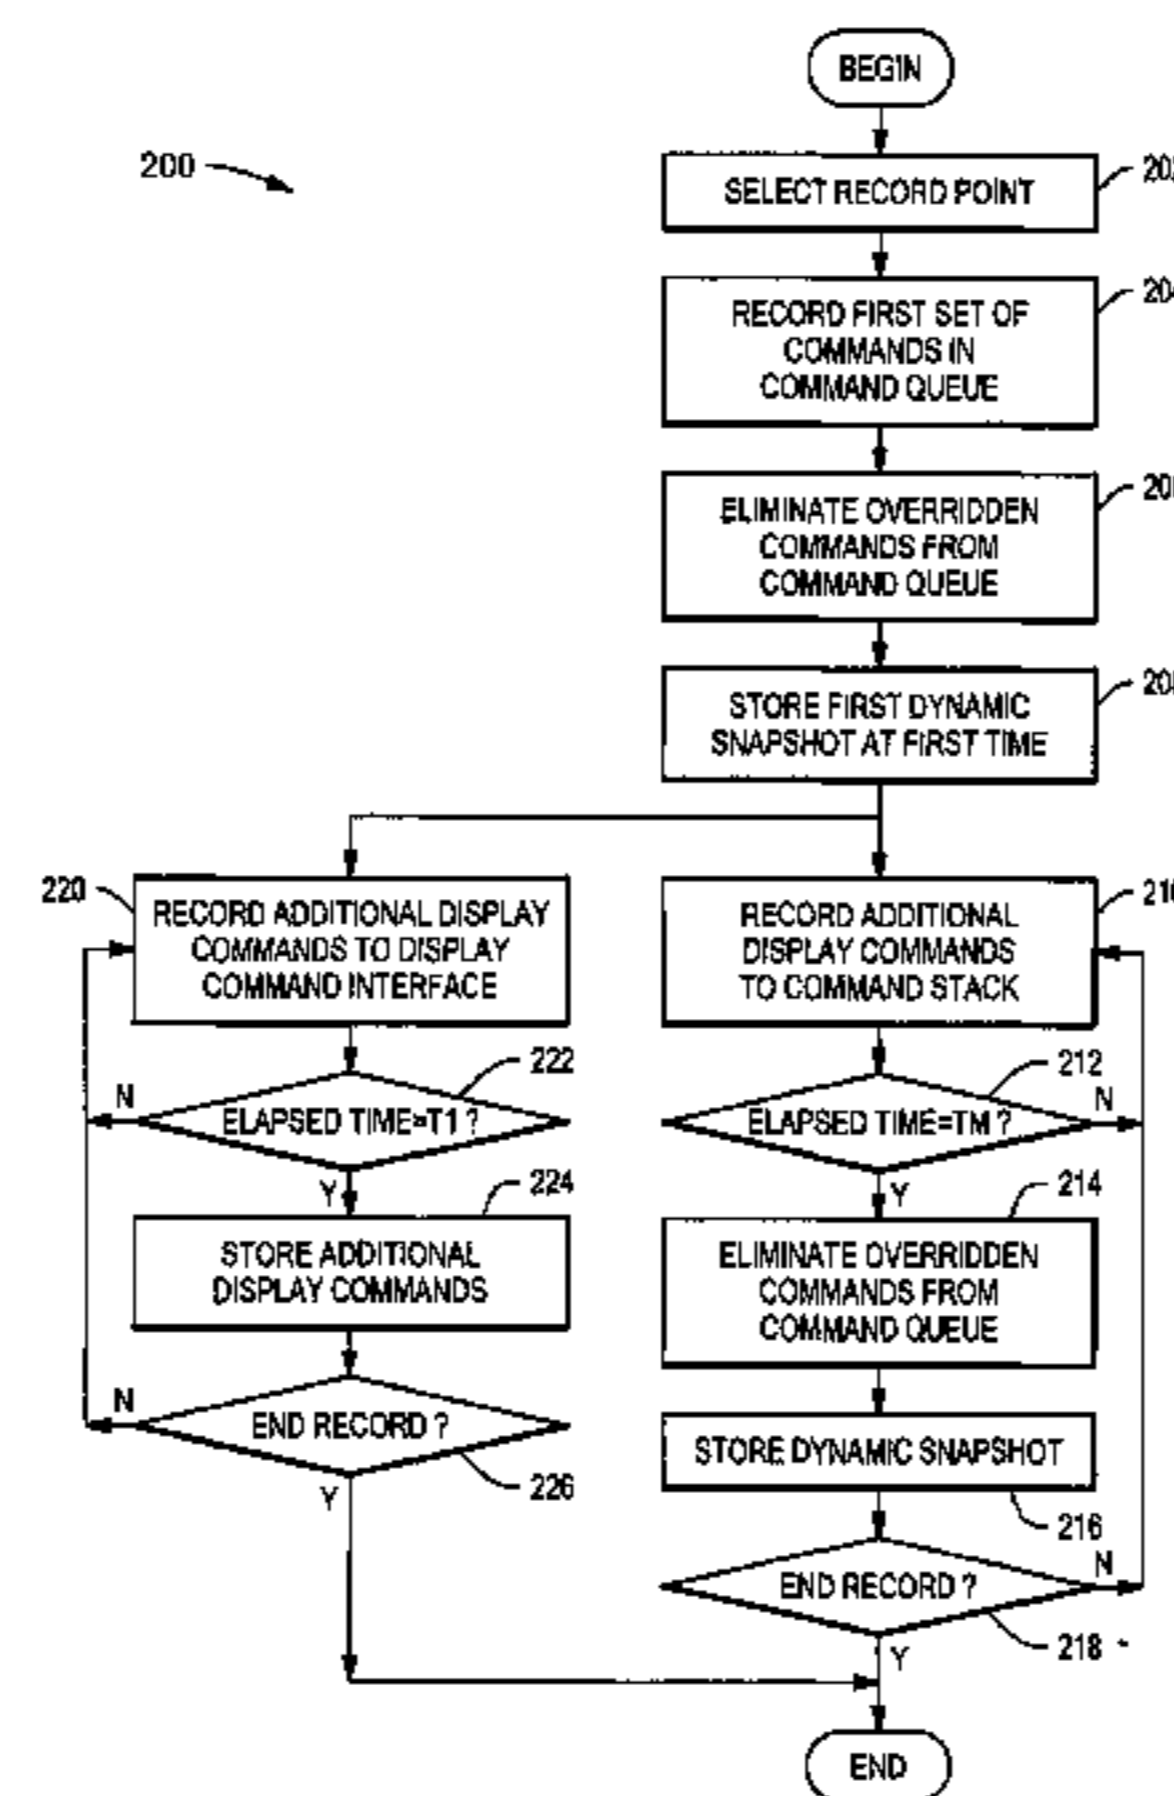 BEGIN
200
SELECT RECORD POINT
RECORD FIRST SET OF
COMMANDS IN
COMMAND QUEUE
204
ELIMINATE OVERRIDDEN
COMMANDS FROM
COMMAND QUEUE
STORE FIRST DYNAMIC
SNAPSHOT AT FIRST TIME
220
RECORD ADDITIONAL DISPLAY
COMMANDS TO DISPLAY
COMMAND INTERFACE
RECORD ADDITIONAL
DISPLAY COMMANDS
TO COMMAND STACK
210
222
N
ELAPSED TIME=T1 ?
Y
212
N
ELAPSED TIME=TM ?
Y
224
STORE ADDITIONAL
DISPLAY COMMANDS
214
ELIMINATE OVERRIDDEN
COMMANDS FROM
COMMAND QUEUE
N
END RECORD ?
226
Y
STORE DYNAMIC SNAPSHOT
216
N
END RECORD ?
218
Y
END